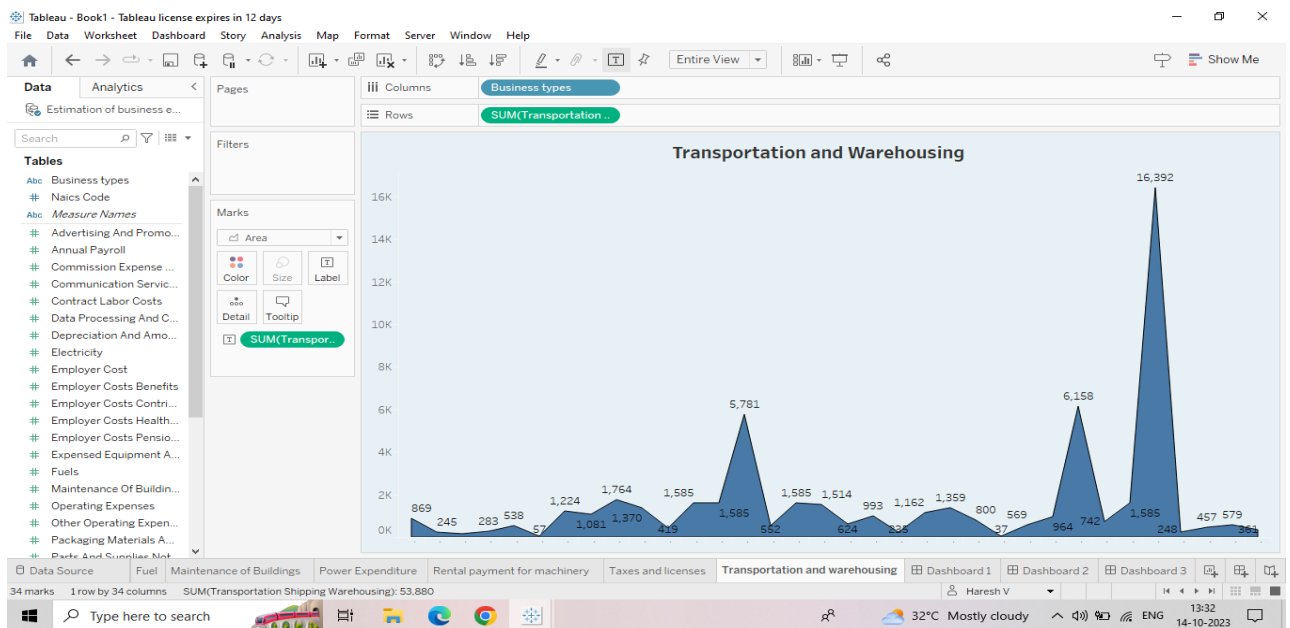 Tableau - Book1 - Tableau license expires in 12 days
File Data Worksheet Dashboard Story Analysis Map Format Server Window Help
Entire View
Show Me
Data Analytics
Estimation of business e...
Search
Tables
Abc Business types
# Naics Code
Abc Measure Names
# Advertising And Promo...
# Annual Payroll
# Commission Expense ...
# Communication Servic...
# Contract Labor Costs
# Data Processing And C...
# Depreciation And Amo...
# Electricity
# Employer Cost
# Employer Costs Benefits
# Employer Costs Contri...
# Employer Costs Health...
# Employer Costs Pensio...
# Expensed Equipment A...
# Fuels
# Maintenance Of Buildin...
# Operating Expenses
# Other Operating Expen...
# Packaging Materials A...
# Parts And Supplies Not
Pages
Filters
Marks
Area
Color Size Label
Detail Tooltip
SUM(Transpor..
Columns Business types
Rows SUM(Transportation ..
Transportation and Warehousing
16K
14K
12K
10K
8K
6K
4K
2K
0K
869
245
283
538
57
1,224
1,081
1,764
1,370
419
1,585
1,585
5,781
552
1,585
1,514
624
993
235
1,162
1,359
800
37
569
964
6,158
742
1,585
16,392
248
457
579
361
Data Source Fuel Maintenance of Buildings Power Expenditure Rental payment for machinery Taxes and licenses Transportation and warehousing Dashboard 1 Dashboard 2 Dashboard 3
34 marks 1 row by 34 columns SUM(Transportation Shipping Warehousing): 53,880
Haresh V
Type here to search
32°C Mostly cloudy
ENG
13:32
14-10-2023